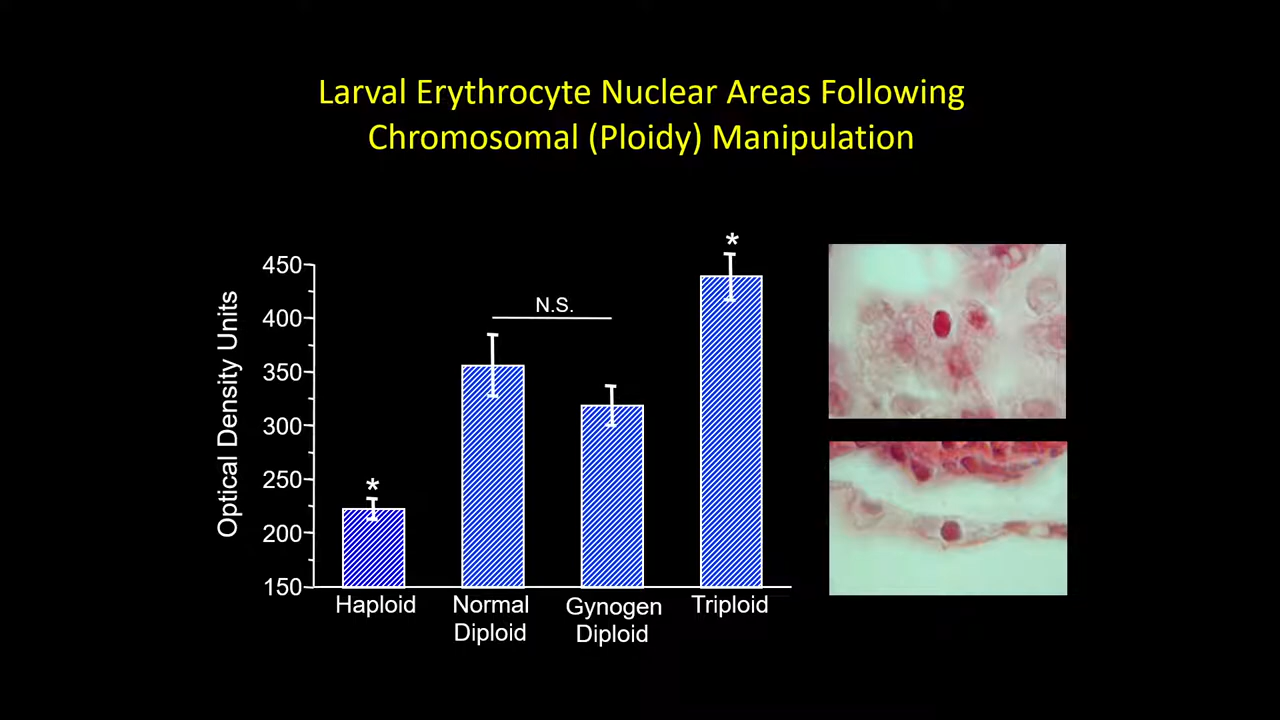 Larval Erythrocyte Nuclear Areas Following
Chromosomal (Ploidy) Manipulation
Optical Density Units
450
400
350
300
250
200
150
*
N.S.
*
Haploid
Normal
Diploid
Gynogen
Diploid
Triploid